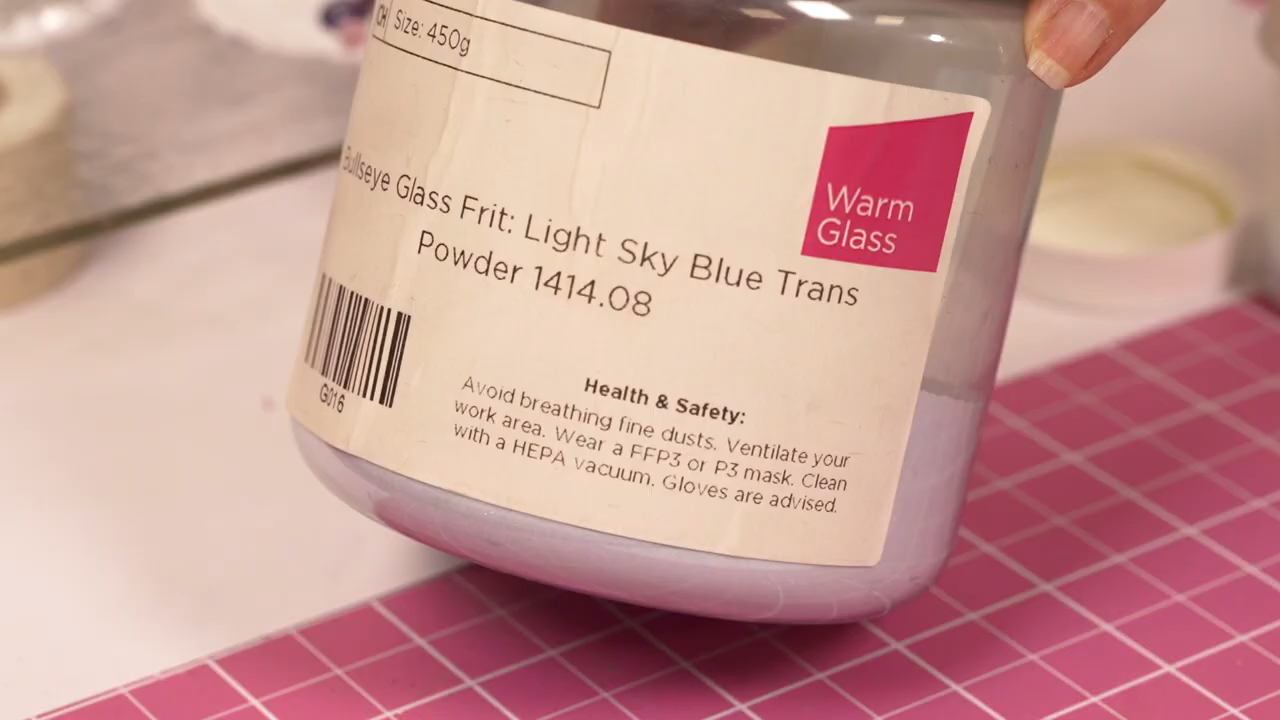 CH Size: 450g
Bullseye Glass Frit: Light Sky Blue Trans
Powder 1414.08
Warm
Glass
G016
Health & Safety:
Avoid breathing fine dusts. Ventilate your
work area. Wear a FFP3 or P3 mask. Clean
with a HEPA vacuum. Gloves are advised.